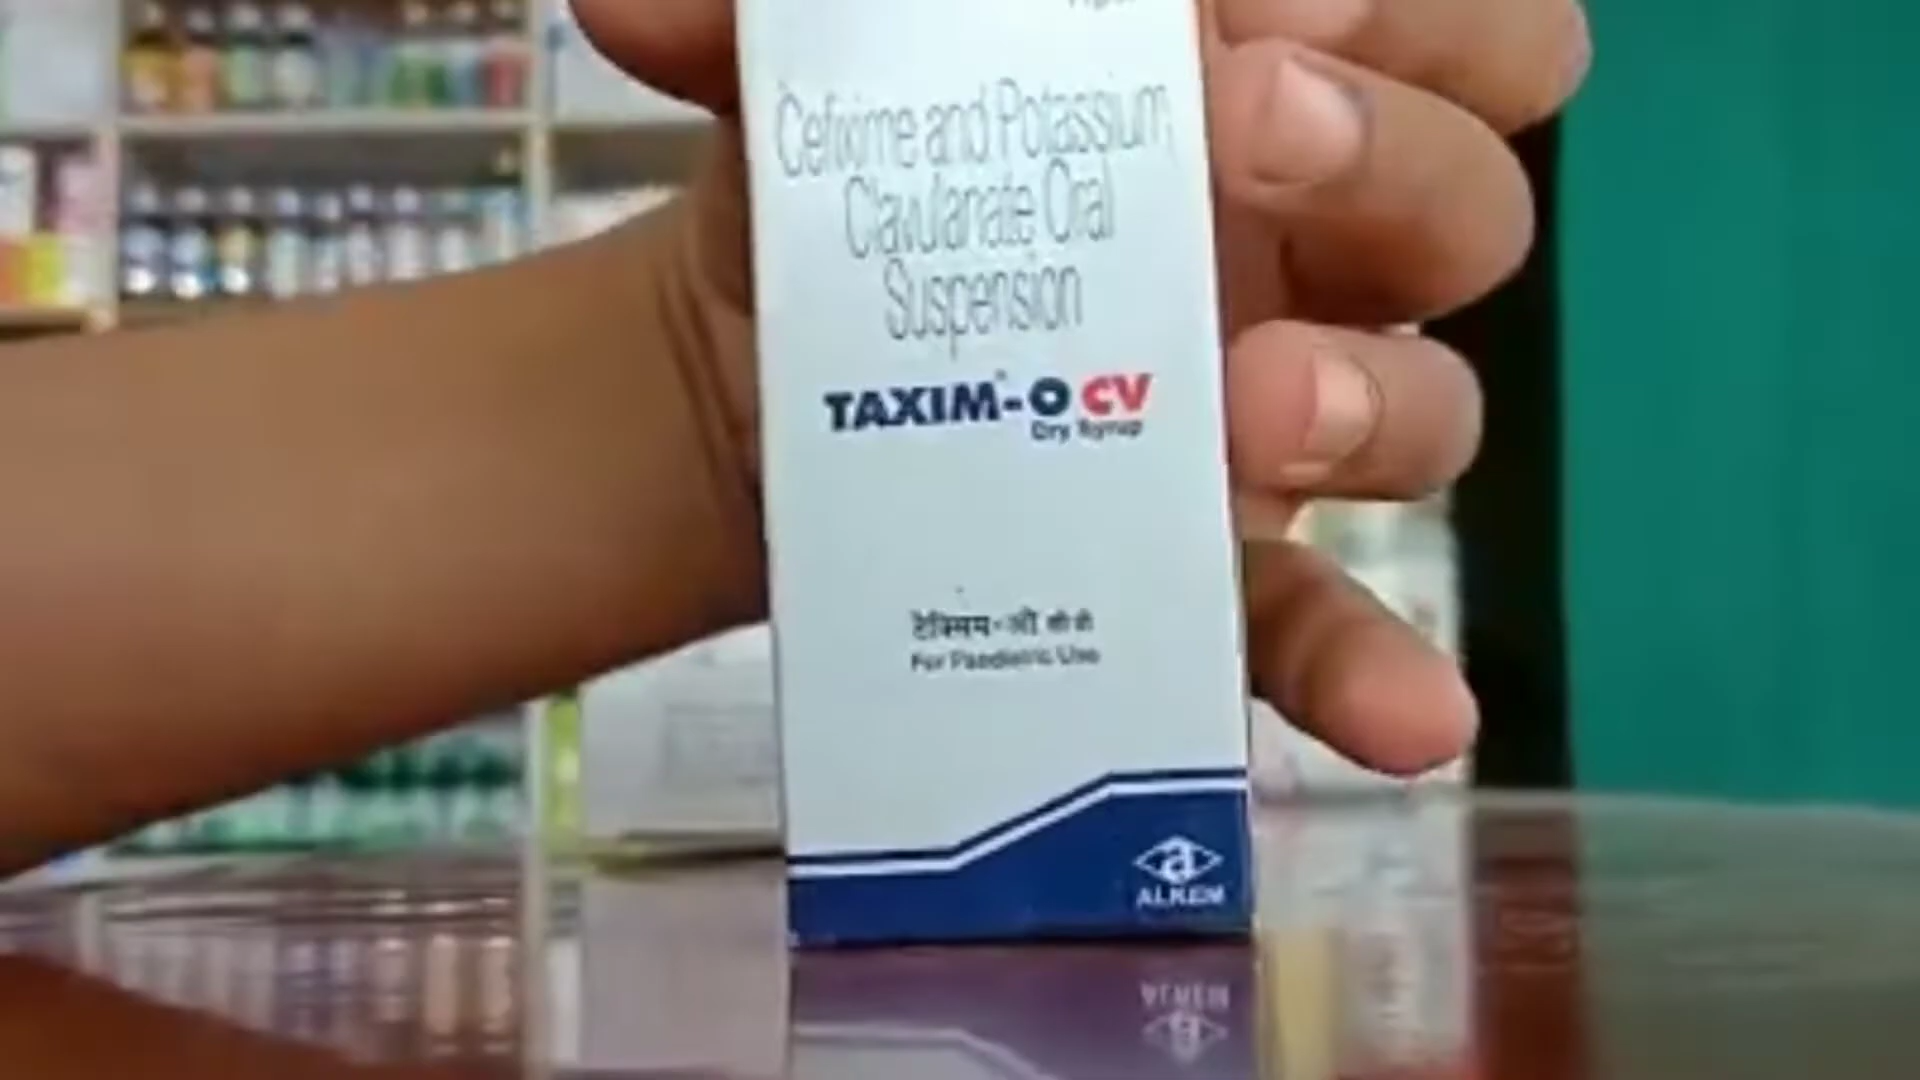 Cefixime and Potassium
Clavulanate Oral
Suspension
TAXIM®-O CV
Dry Syrup
टेक्सिम-ओ सीवी
For Paediatric Use
a
ALKEM